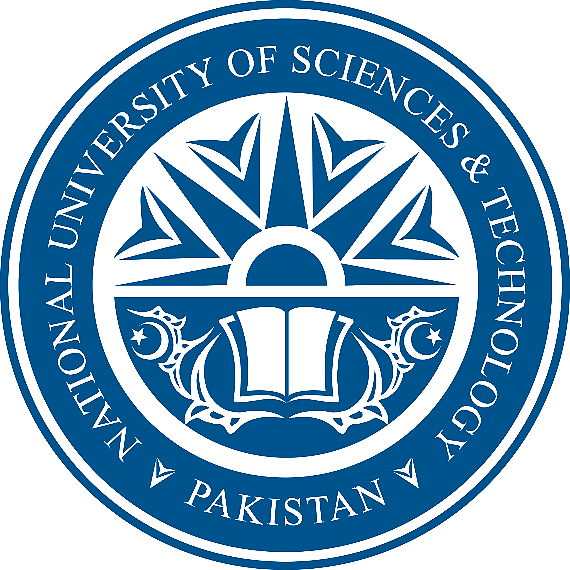 NATIONAL UNIVERSITY OF SCIENCES & TECHNOLOGY
PAKISTAN